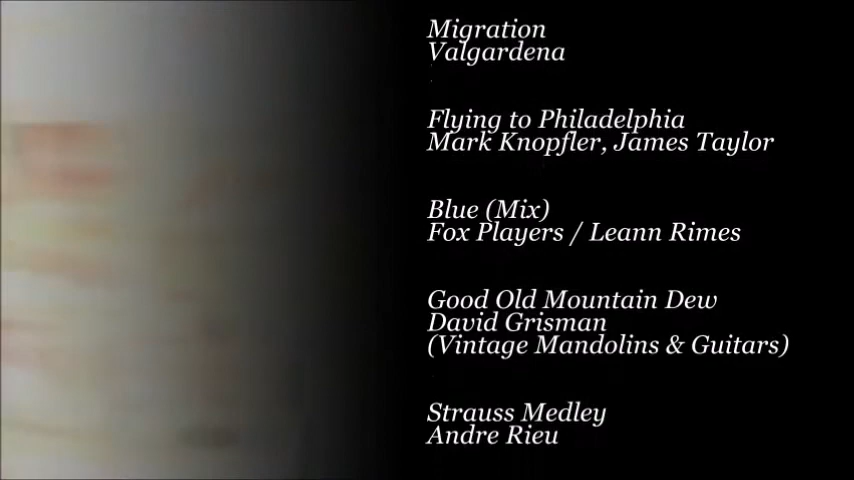 Migration
Valgardena
Flying to Philadelphia
Mark Knopfler, James Taylor
Blue (Mix)
Fox Players / Leann Rimes
Good Old Mountain Dew
David Grisman
(Vintage Mandolins & Guitars)
Strauss Medley
Andre Rieu